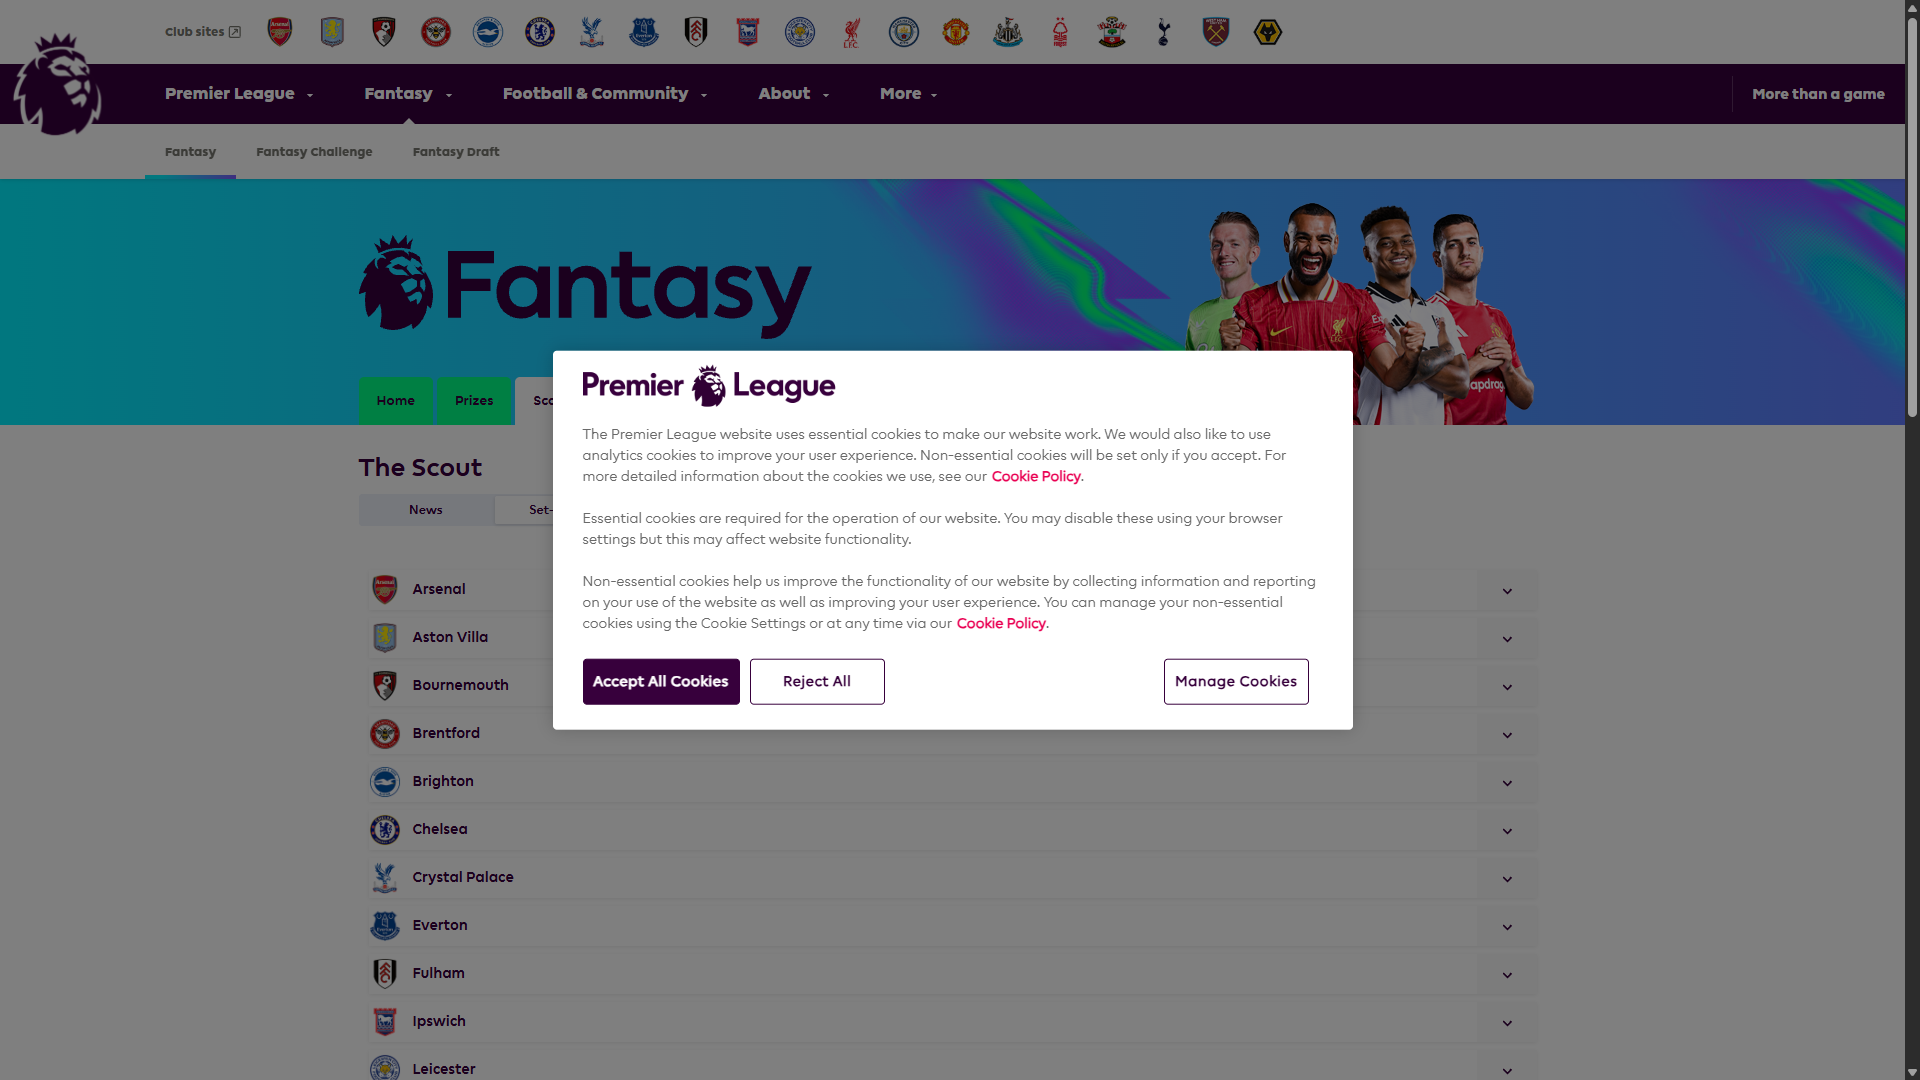 Club sites
Premier League
Fantasy
Football & Community
About
More
More than a game
Fantasy
Fantasy Challenge
Fantasy Draft
Fantasy
Home
Prizes
Sco
Premier League
The Premier League website uses essential cookies to make our website work. We would also like to use
analytics cookies to improve your user experience. Non-essential cookies will be set only if you accept. For
more detailed information about the cookies we use, see our Cookie Policy.
Essential cookies are required for the operation of our website. You may disable these using your browser
settings but this may affect website functionality.
Non-essential cookies help us improve the functionality of our website by collecting information and reporting
on your use of the website as well as improving your user experience. You can manage your non-essential
cookies using the Cookie Settings or at any time via our Cookie Policy.
Accept All Cookies
Reject All
Manage Cookies
The Scout
News
Set-
Arsenal
Aston Villa
Bournemouth
Brentford
Brighton
Chelsea
Crystal Palace
Everton
Fulham
Ipswich
Leicester